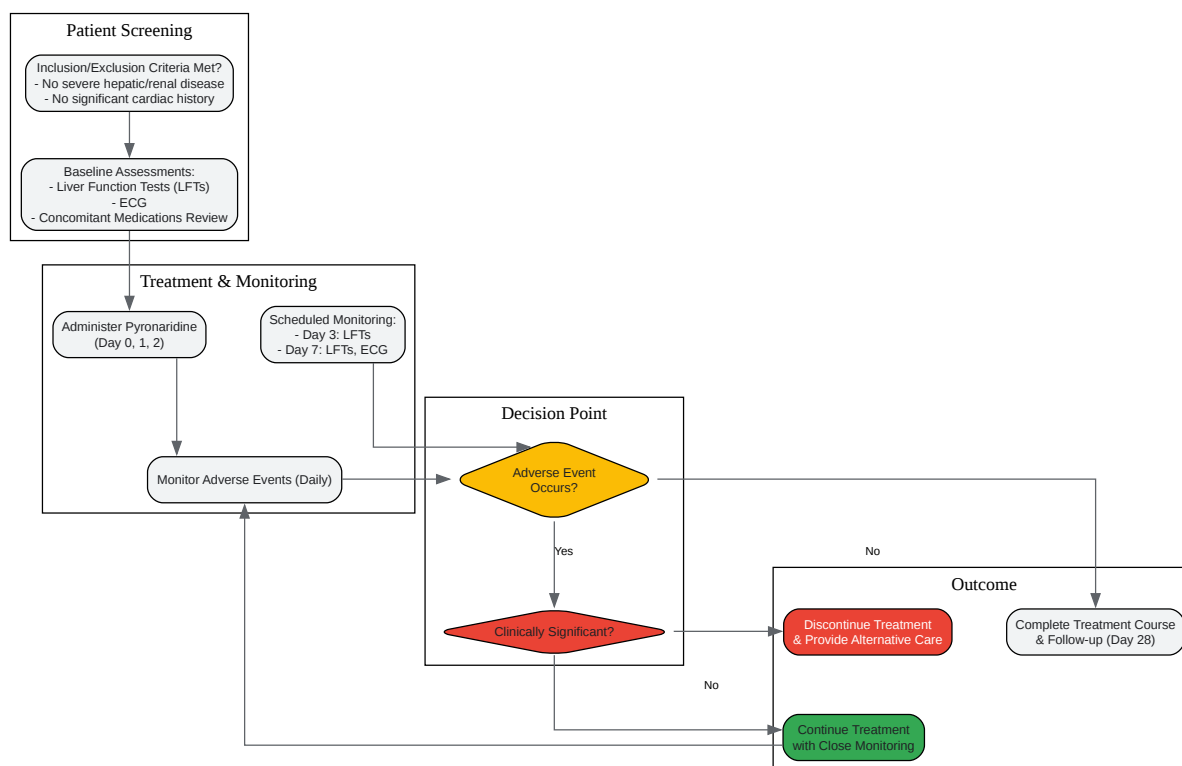 Patient Screening
Inclusion/Exclusion Criteria Met?
- No severe hepatic/renal disease
- No significant cardiac history
Baseline Assessments:
- Liver Function Tests (LFTs)
- ECG
- Concomitant Medications Review
Treatment & Monitoring
Administer Pyronaridine
(Day 0, 1, 2)
Scheduled Monitoring:
- Day 3: LFTs
- Day 7: LFTs, ECG
Monitor Adverse Events (Daily)
Decision Point
Adverse Event
Occurs?
Yes
No
Clinically Significant?
No
Outcome
Discontinue Treatment
& Provide Alternative Care
Complete Treatment Course
& Follow-up (Day 28)
Continue Treatment
with Close Monitoring